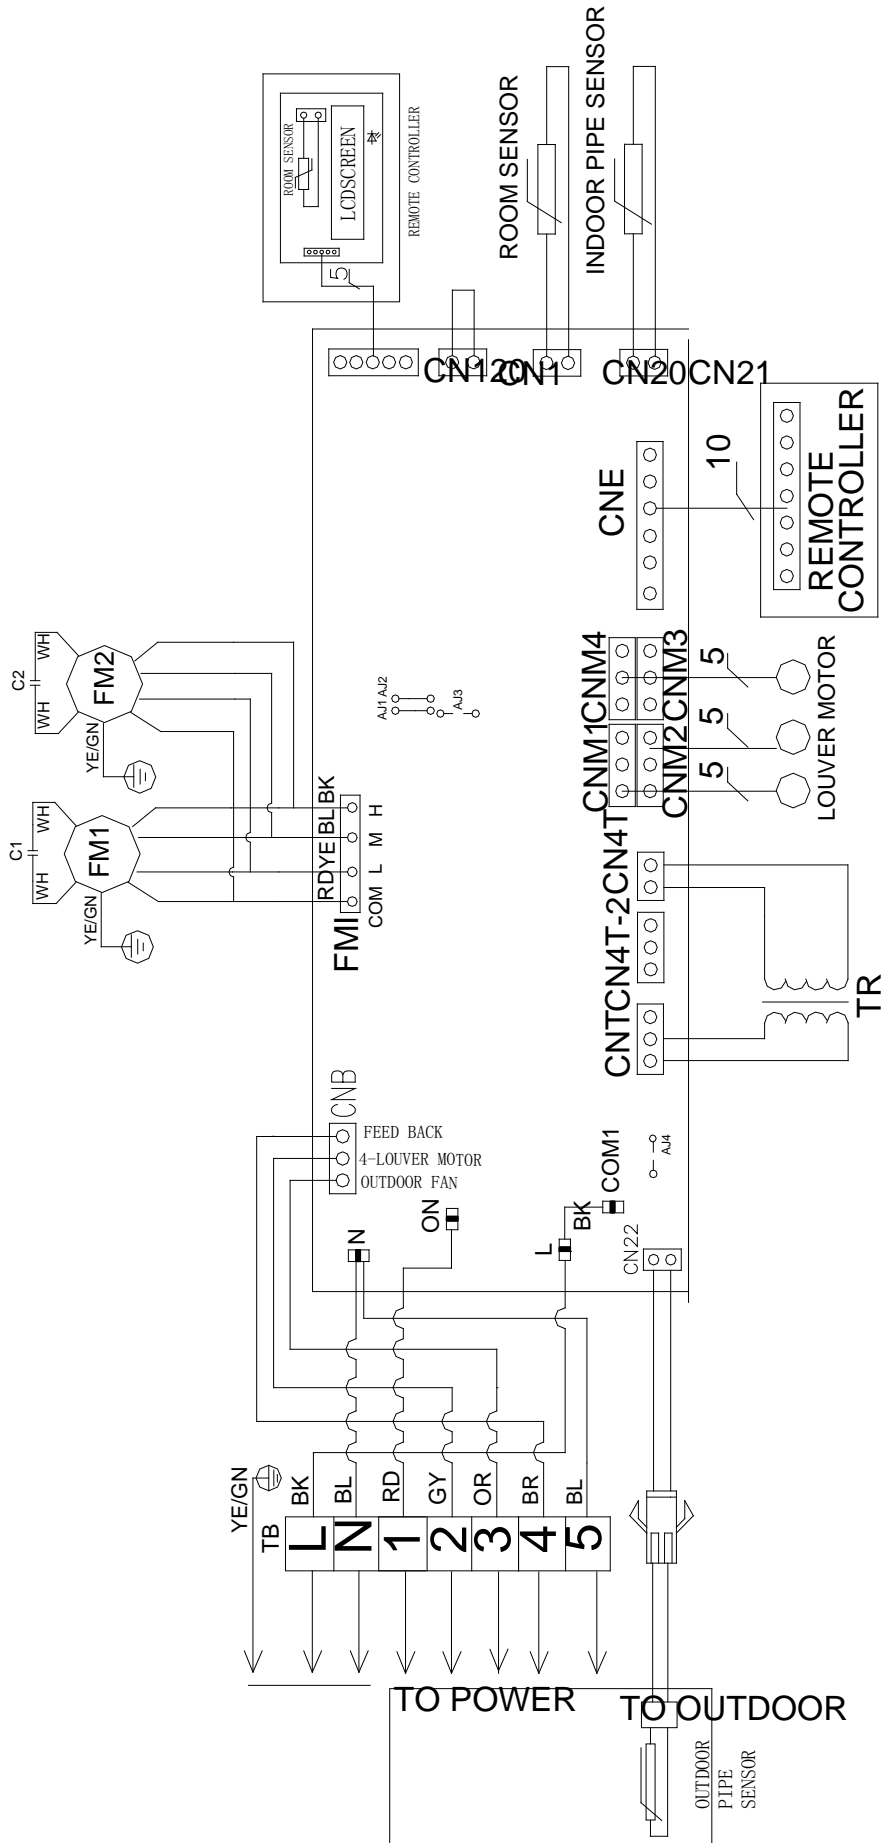 C2
WH
WH
FM2
YE/GN
C1
WH
WH
FM1
YE/GN
ROOM SENSOR
LCDSCREEN
REMOTE CONTROLLER
5
ROOM SENSOR
INDOOR PIPE SENSOR
CN120
CN1
CN20
CN21
CNE
10
REMOTE
CONTROLLER
AJ1
AJ2
AJ3
RD
YE
BL
BK
FMI
COM
L
M
H
CNM4
CNM3
CNM1
CNM2
5
5
5
LOUVER MOTOR
CNT
CN4T-2
CN4T
TR
CNB
FEED BACK
4-LOUVER MOTOR
OUTDOOR FAN
N
ON
L
BK
COM1
AJ4
CN22
YE/GN
TB
BK
BL
RD
GY
OR
BR
BL
L
N
1
2
3
4
5
TO POWER
TO OUTDOOR
OUTDOOR
PIPE
SENSOR